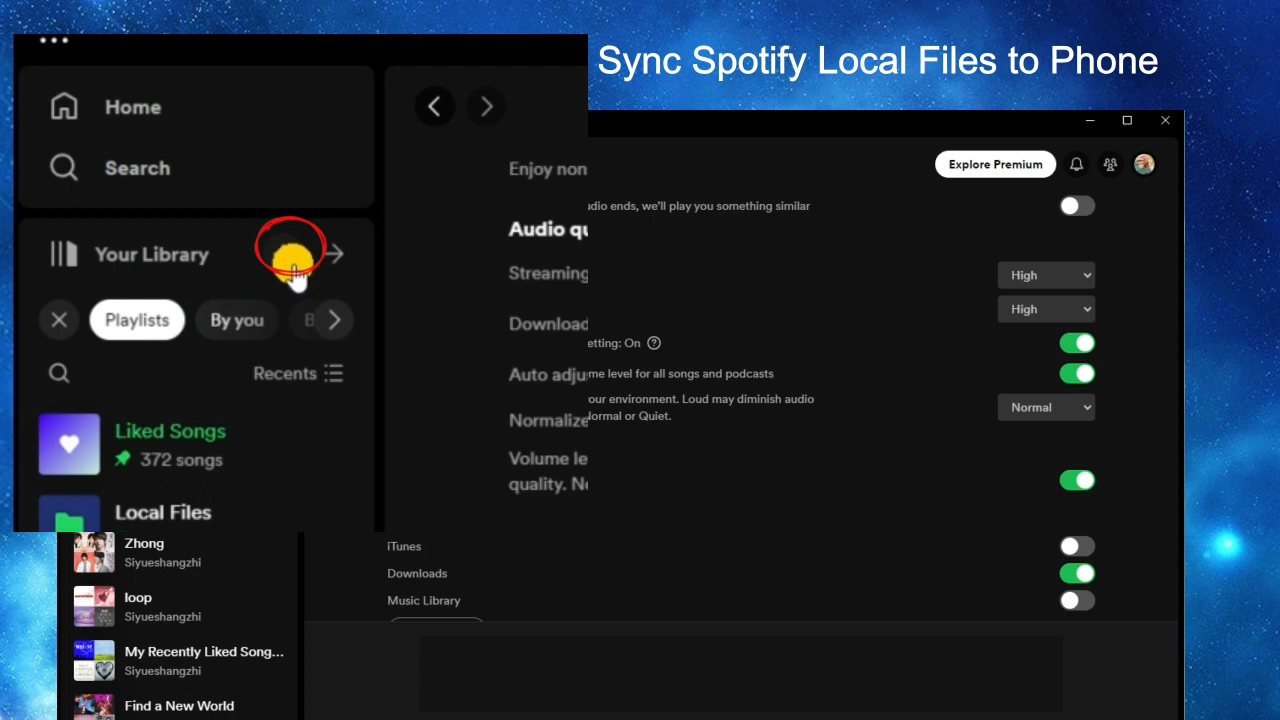 Sync Spotify Local Files to Phone
Home
Search
Your Library
Playlists
By you
Recents
Liked Songs
372 songs
Local Files
Zhong
Siyueshangzhi
loop
Siyueshangzhi
My Recently Liked Song...
Siyueshangzhi
Find a New World
Explore Premium
Enjoy non
dio ends, we'll play you something similar
Audio qu
Streaming
High
Download
High
etting: On
Auto adju
me level for all songs and podcasts
our environment. Loud may diminish audio
Normalize
Normal or Quiet.
Normal
Volume le
quality. No
iTunes
Downloads
Music Library